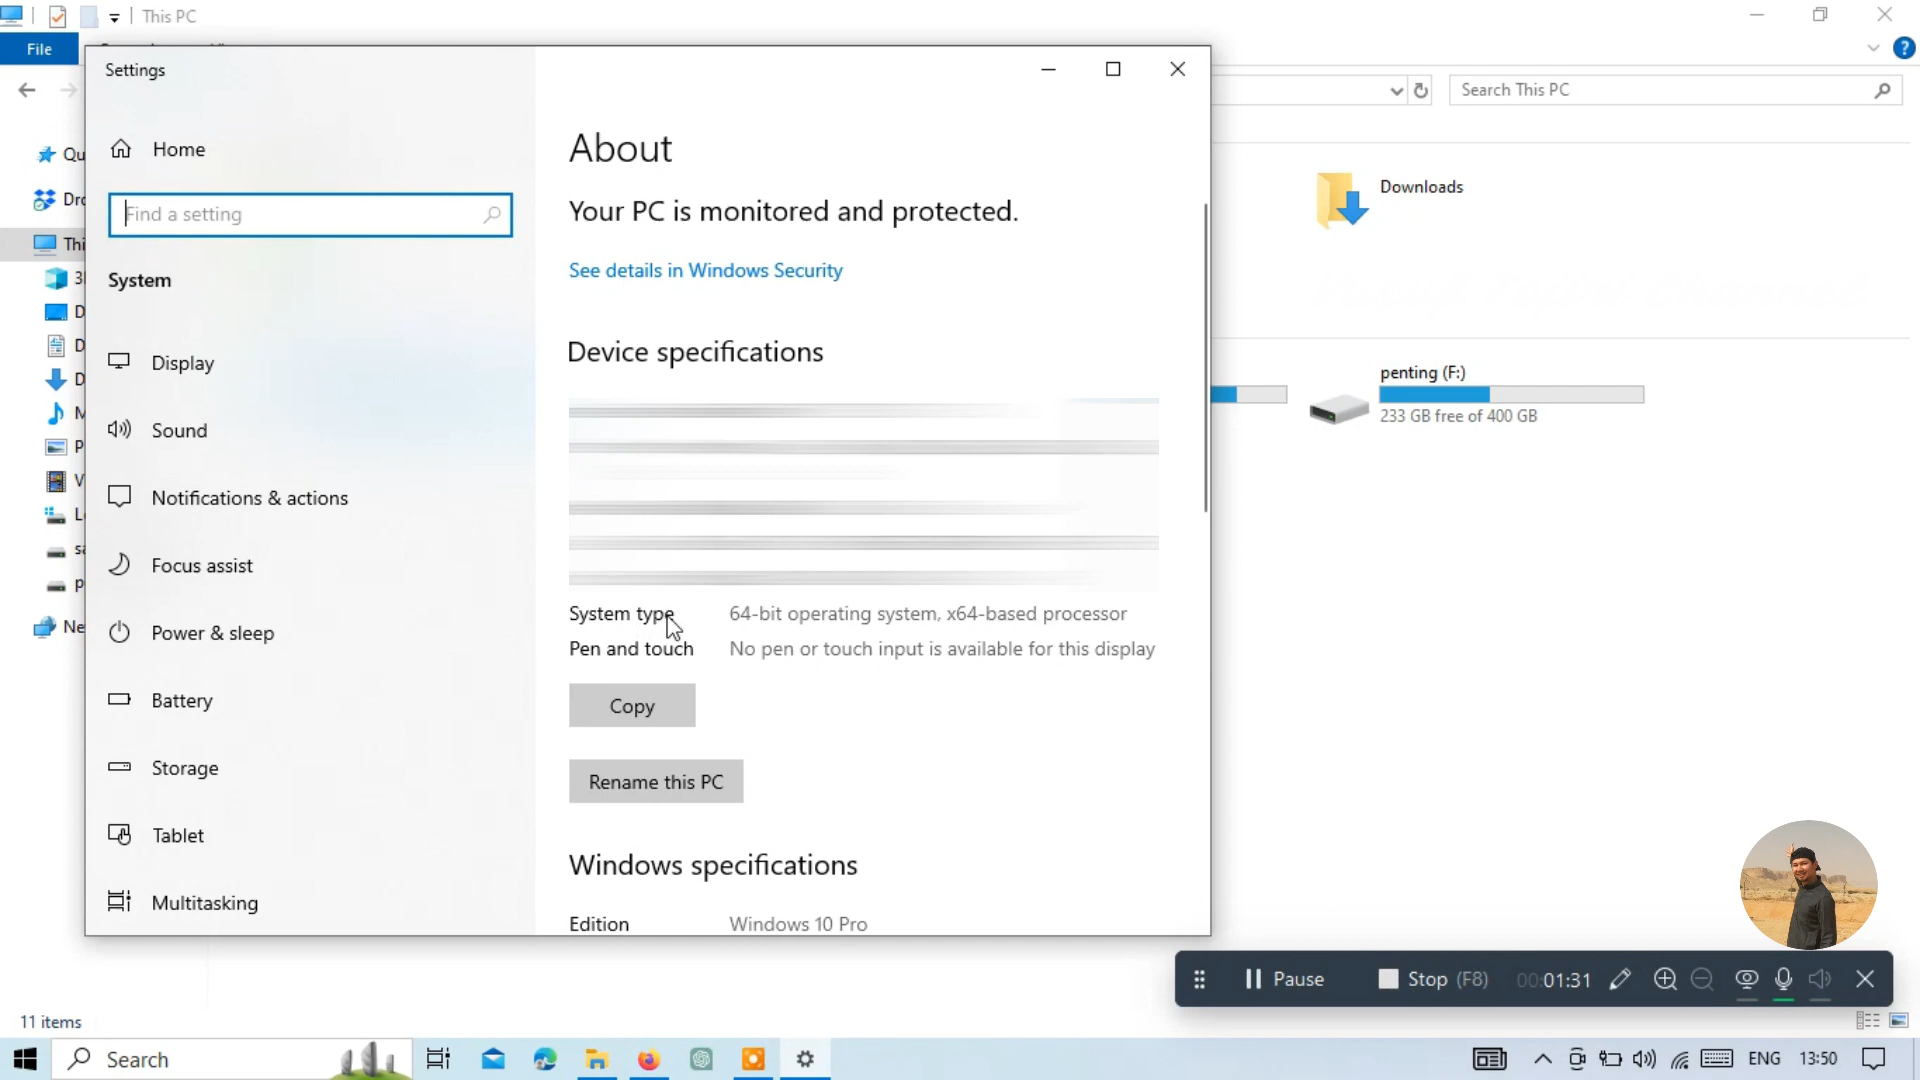 This PC
File
Settings
Search This PC
Home
Find a setting
System
Display
Sound
Notifications & actions
Focus assist
Power & sleep
Battery
Storage
Tablet
Multitasking
About
Your PC is monitored and protected.
See details in Windows Security
Device specifications
System type 64-bit operating system, x64-based processor
Pen and touch No pen or touch input is available for this display
Copy
Rename this PC
Windows specifications
Edition Windows 10 Pro
Downloads
penting (F:)
233 GB free of 400 GB
Pause Stop (F8) 00:01:31
11 items
Search
ENG 13:50